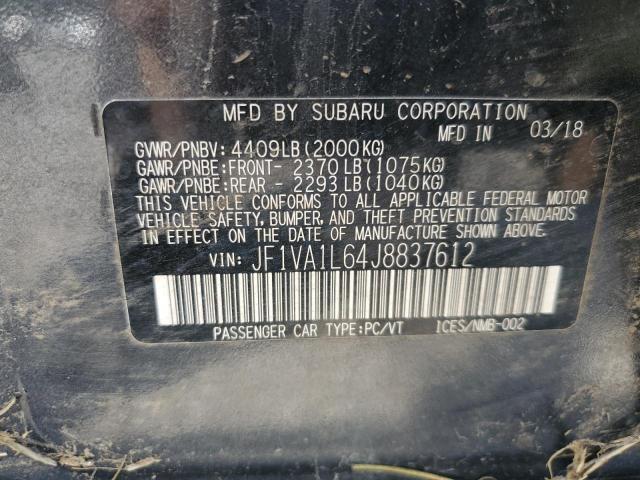 MFD BY SUBARU CORPORATION
MFD IN 03/18
GVWR/PNBV: 4409LB (2000KG)
GAWR/PNBE:FRONT- 2370 LB (1075KG)
GAWR/PNBE:REAR - 2293 LB (1040KG)
THIS VEHICLE CONFORMS TO ALL APPLICABLE FEDERAL MOTOR
VEHICLE SAFETY, BUMPER, AND THEFT PREVENTION STANDARDS
IN EFFECT ON THE DATE OF MANUFACTURE SHOWN ABOVE.
VIN: JF1VA1L64J8837612
PASSENGER CAR TYPE:PC/VT ICES/NMB-002